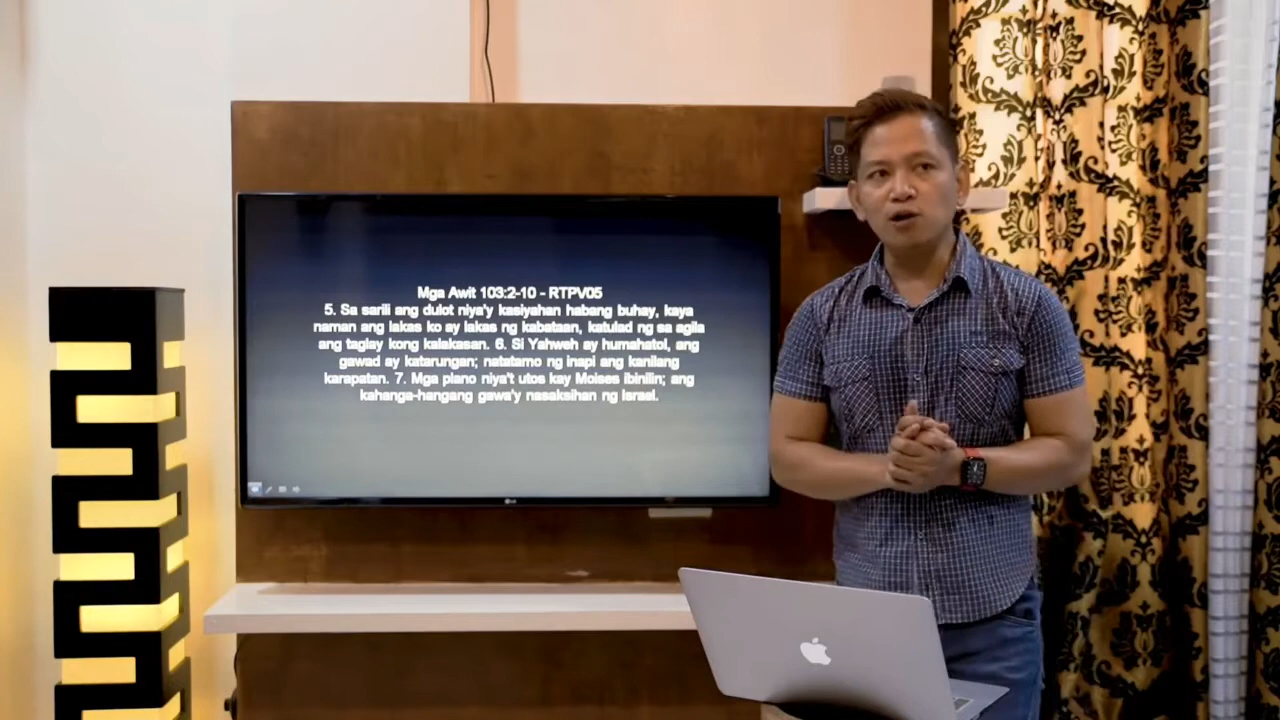 Mga Awit 103:2-10 - RTPV05
5. Sa sarili ang dulot niya'y kasiyahan habang buhay, kaya
naman ang lakas ko ay lakas ng kabataan, katulad ng sa agila
ang taglay kong kalakasan. 6. Si Yahweh ay humahatol, ang
gawad ay katarungan; natatamo ng inapi ang kanilang
karapatan. 7. Mga plano niya't utos kay Moises ibinilin; ang
kahanga-hangang gawa'y nasaksihan ng Israel.
LG